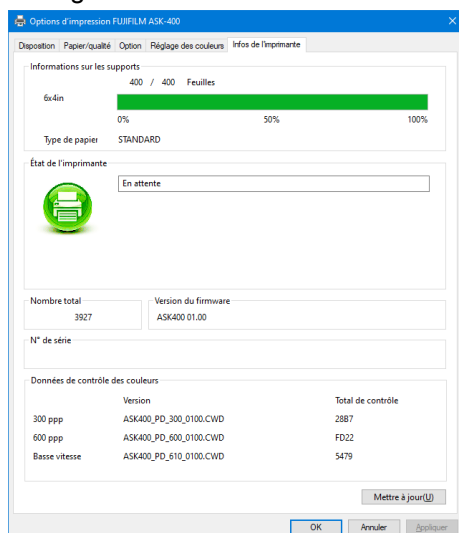 Options d'impression FUJIFILM ASK-400
Disposition Papier/qualité Option Réglage des couleurs Infos de l'imprimante
Informations sur les supports
400 / 400 Feuilles
6x4in
0% 50% 100%
Type de papier STANDARD
État de l'imprimante
En attente
Nombre total Version du firmware
3927 ASK400 01.00
N° de série
Données de contrôle des couleurs
Version Total de contrôle
300 ppp ASK400_PD_300_0100.CWD 28B7
600 ppp ASK400_PD_600_0100.CWD FD22
Basse vitesse ASK400_PD_610_0100.CWD 5479
Mettre à jour(U)
OK Annuler Appliquer